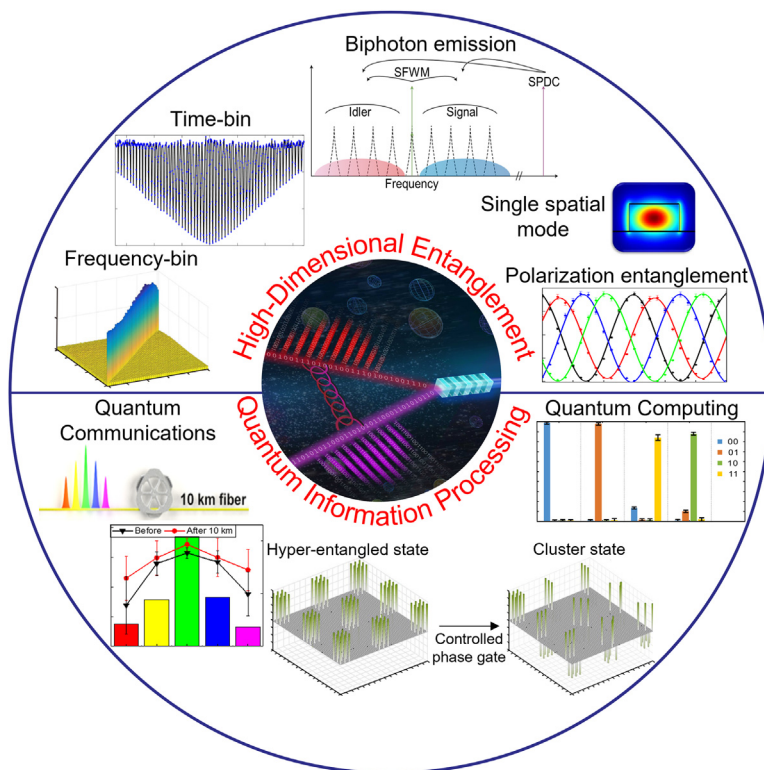 Biphoton emission
SFWM
SPDC
Idler
Signal
Frequency
Time-bin
Single spatial
mode
Frequency-bin
Polarization entanglement
High-Dimensional Entanglement
Quantum Information Processing
Quantum
Communications
10 km fiber
Before
After 10 km
Quantum Computing
00
01
10
11
Hyper-entangled state
Cluster state
Controlled
phase gate